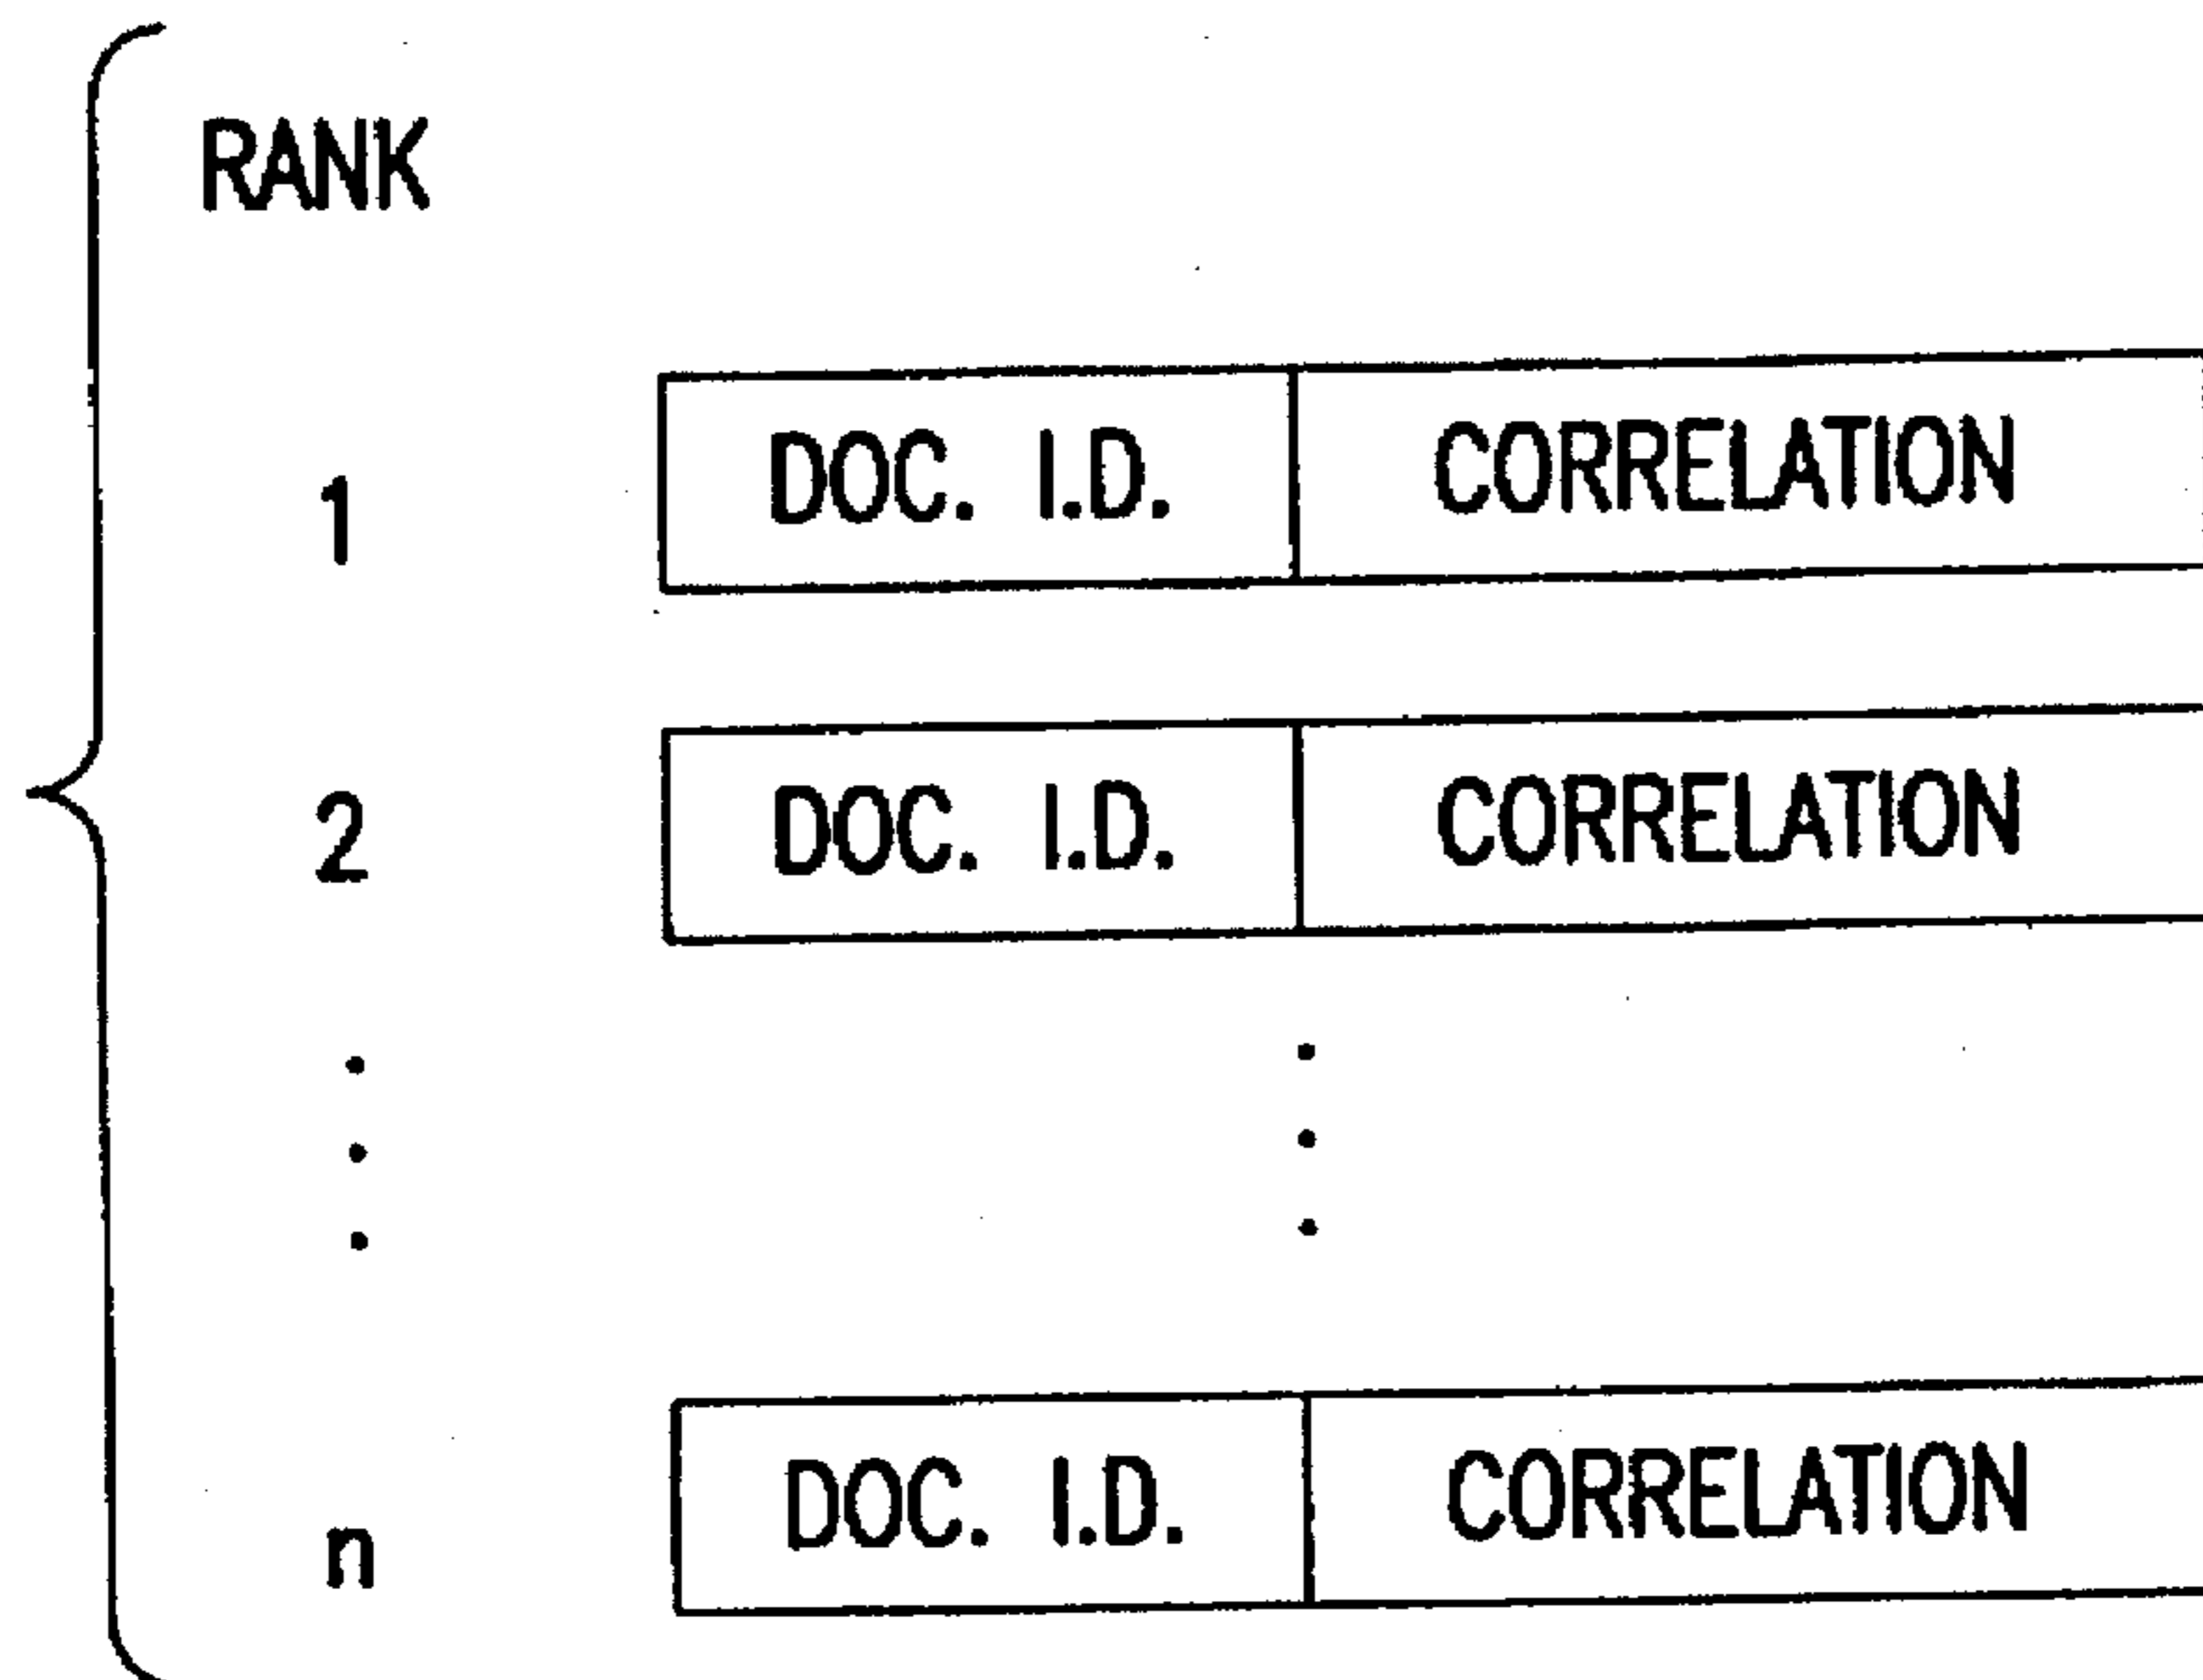 RANK
1 DOC. I.D. CORRELATION
2 DOC. I.D. CORRELATION
n DOC. I.D. CORRELATION